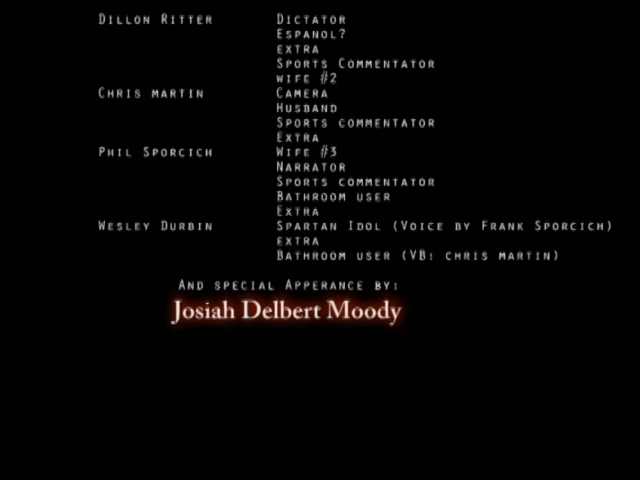 Dillon Ritter Dictator
Espanol?
extra
Sports Commentator
wife #2
Chris martin Camera
Husband
Sports commentator
Extra
Phil Sporcich Wife #3
Narrator
Sports commentator
Bathroom user
Extra
Wesley Durbin Spartan Idol (Voice by Frank Sporcich)
extra
Bathroom user (VB: chris martin)
And special Apperance by:
Josiah Delbert Moody